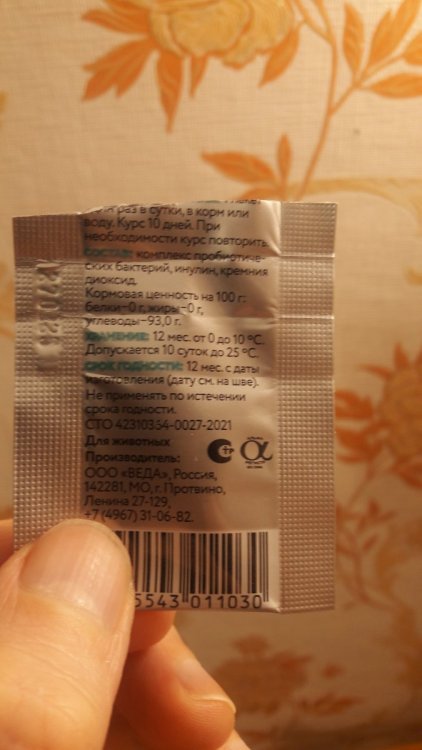 раз в сутки, в корм или
воду. Курс 10 дней. При
необходимости курс повторить.
СОСТАВ: комплекс пробиотиче-
ских бактерий, инулин, кремния
диоксид.
Кормовая ценность на 100 г:
белки–0 г, жиры–0 г,
углеводы–93,0 г.
ХРАНЕНИЕ: 12 мес. от 0 до 10 °C.
Допускается 10 суток до 25 °C.
СРОК ГОДНОСТИ: 12 мес. с даты
изготовления (дату см. на шве).
Не применять по истечении
срока годности.
СТО 42310334-0027-2021
Для животных
Производитель:
ООО «ВЕДА», Россия,
142281, МО, г. Протвино,
Ленина 27-129,
+7 (4967) 31-06-82.
5543 011030